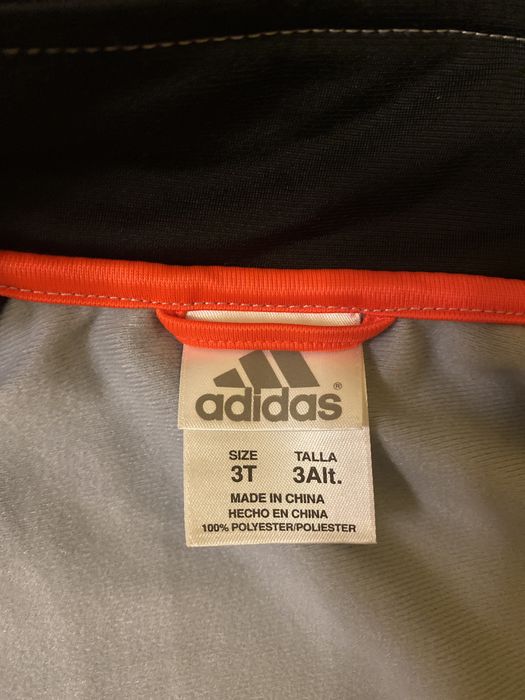 adidas®
SIZE TALLA
3T 3Alt.
MADE IN CHINA
HECHO EN CHINA
100% POLYESTER/POLIESTER